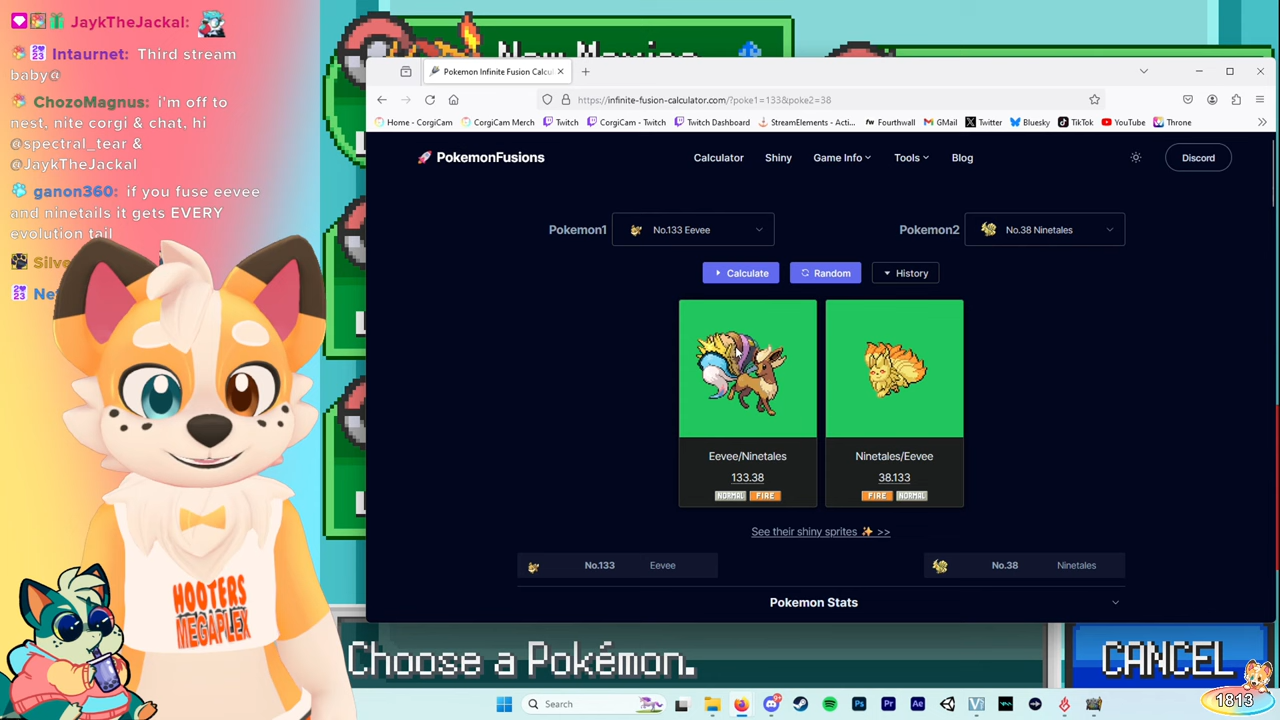 JaykTheJackal:
Intaurnet: Third stream
baby@
ChozoMagnus: i'm off to
nest, nite corgi & chat, hi
@spectral_tear &
@JaykTheJackal
ganon360: if you fuse eevee
and ninetails it gets EVERY
evolution tail
HOOTERS
MEGAPLEX
Pokemon Infinite Fusion Calcul
https://infinite-fusion-calculator.com/?poke1=133&poke2=38
Home - CorgiCam
CorgiCam Merch
Twitch
CorgiCam - Twitch
Twitch Dashboard
StreamElements - Acti...
fw Fourthwall
GMail
Twitter
Bluesky
TikTok
YouTube
Throne
PokemonFusions
Calculator
Shiny
Game Info
Tools
Blog
Discord
Pokemon1
No.133 Eevee
Pokemon2
No.38 Ninetales
Calculate
Random
History
Eevee/Ninetales
133.38
NORMAL FIRE
Ninetales/Eevee
38.133
FIRE NORMAL
See their shiny sprites ✨ >>
No.133 Eevee
No.38 Ninetales
Pokemon Stats
Choose a Pokémon.
CANCEL
Search
1813